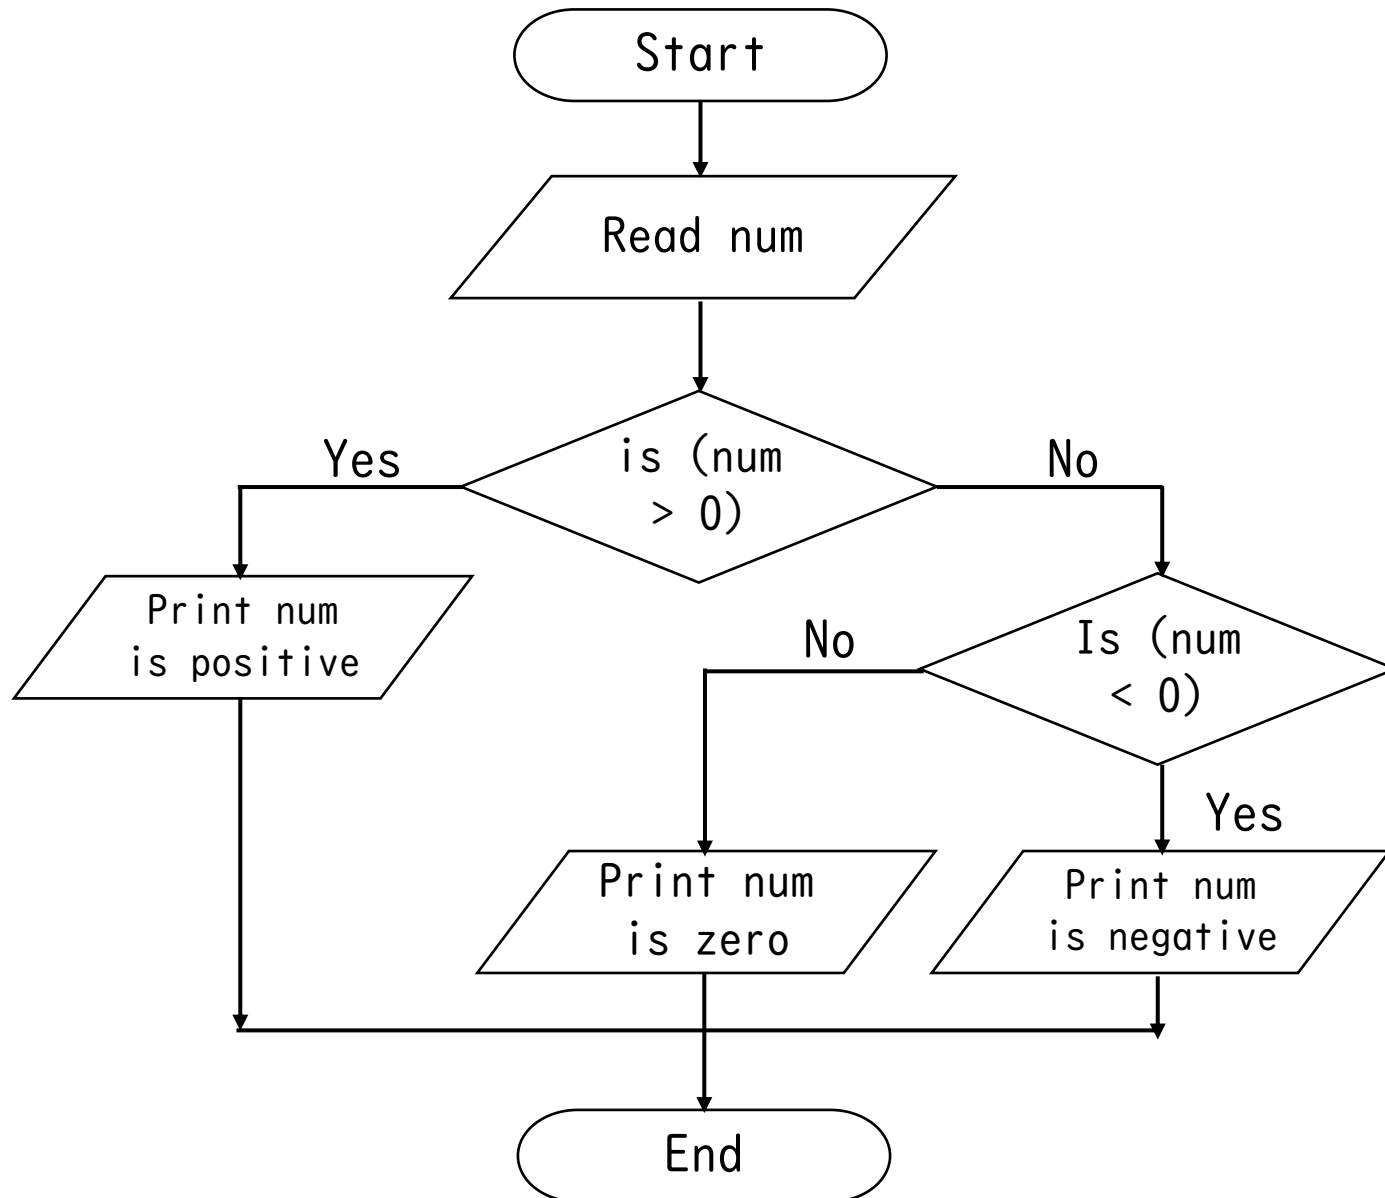 Start
Read num
is (num
> 0)
Yes
No
Print num
is positive
Is (num
< 0)
No
Yes
Print num
is zero
Print num
is negative
End